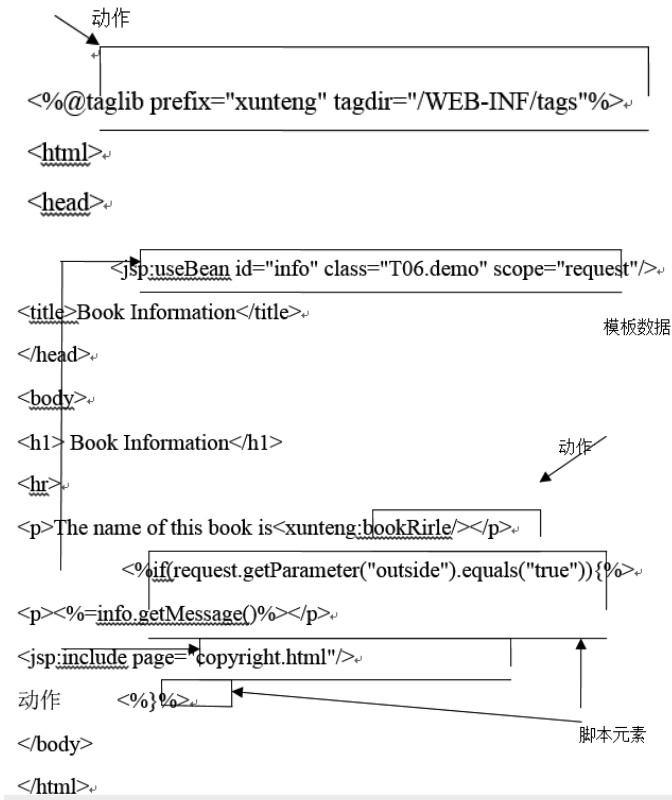 动作
<%@taglib prefix="xunteng" tagdir="/WEB-INF/tags"%>
<html>
<head>
<jsp:useBean id="info" class="T06.demo" scope="request"/>
<title>Book Information</title>
模板数据
</head>
<body>
<h1> Book Information</h1>
动作
<hr>
<p>The name of this book is<xunteng:bookRirle/></p>
<%if(request.getParameter("outside").equals("true")){%>
<p><%=info.getMessage()%></p>
<jsp:include page="copyright.html"/>
动作 <%}%>
脚本元素
</body>
</html>